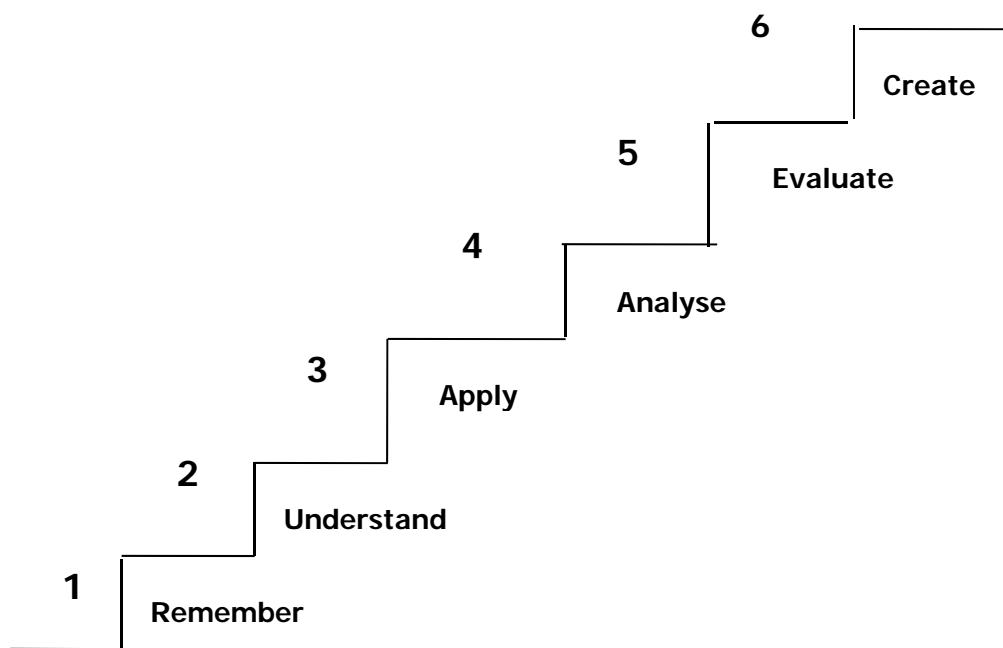 6
Create
5
Evaluate
4
Analyse
3
Apply
2
Understand
1
Remember